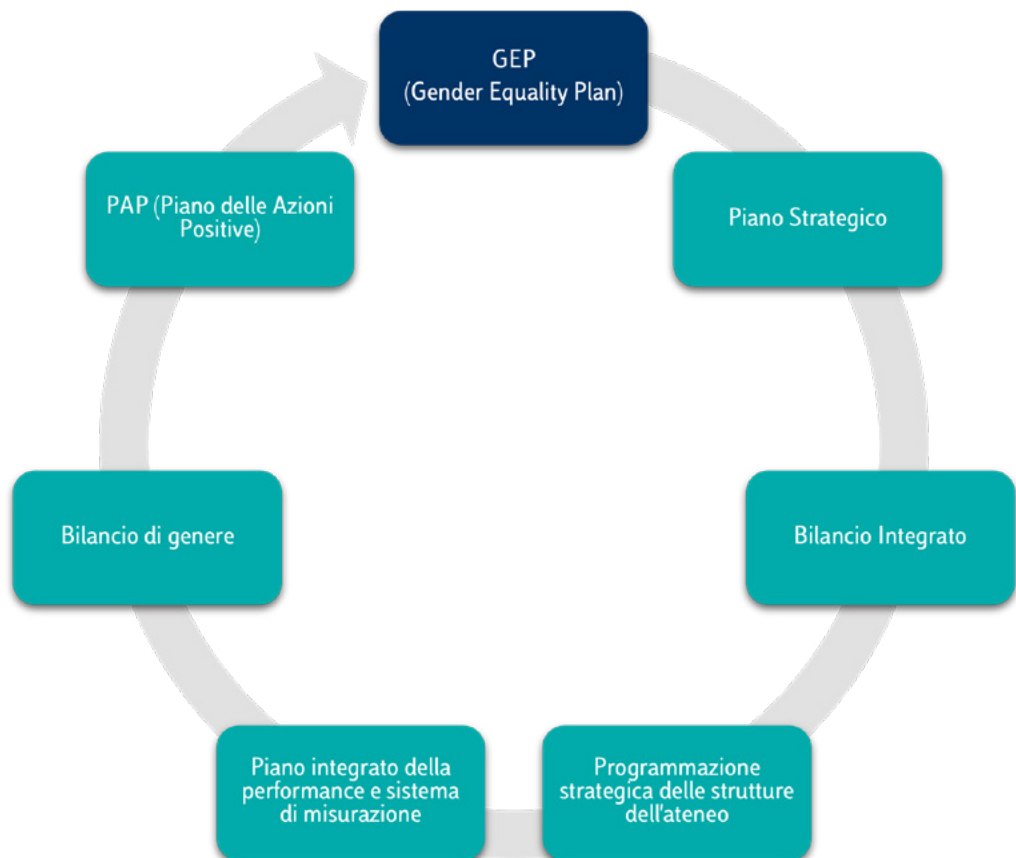 GEP
(Gender Equality Plan)
Piano Strategico
Bilancio Integrato
Programmazione
strategica delle strutture
dell'ateneo
Piano integrato della
performance e sistema
di misurazione
Bilancio di genere
PAP (Piano delle Azioni
Positive)